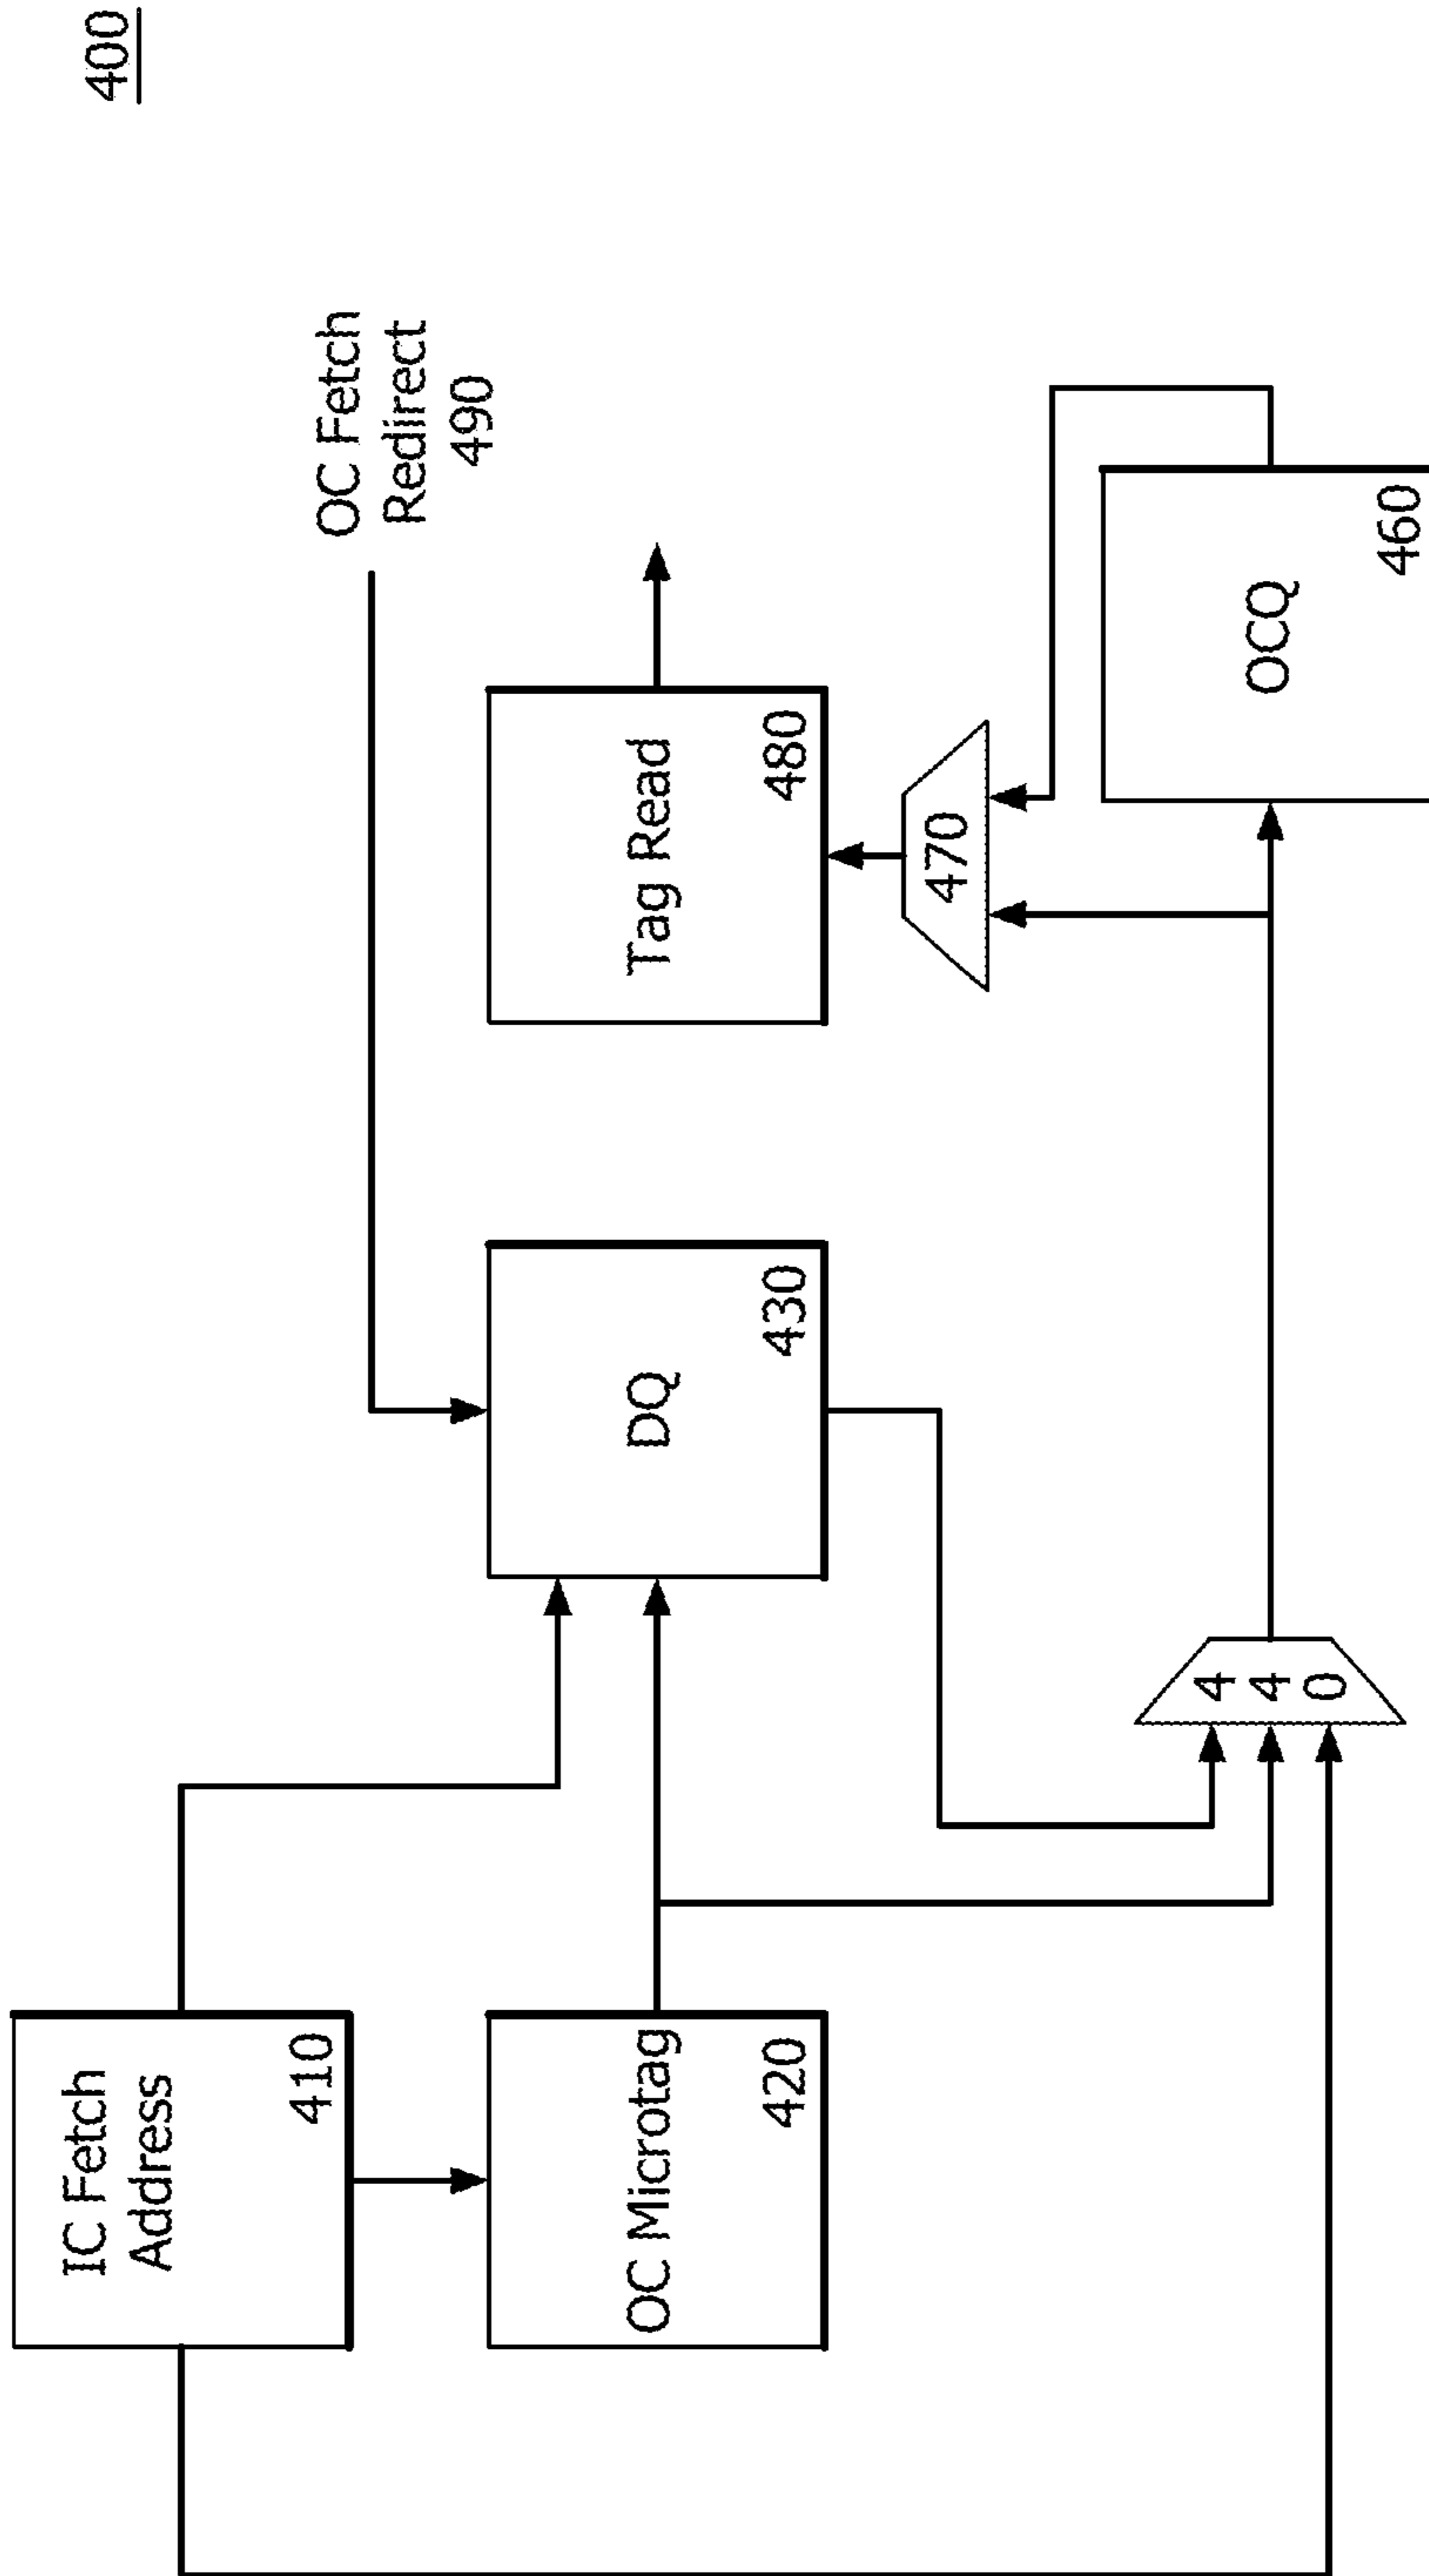 400
IC Fetch
Address
410
OC Microtag
420
DQ
430
OC Fetch
Redirect
490
Tag Read
480
4
4
0
470
OCQ
460